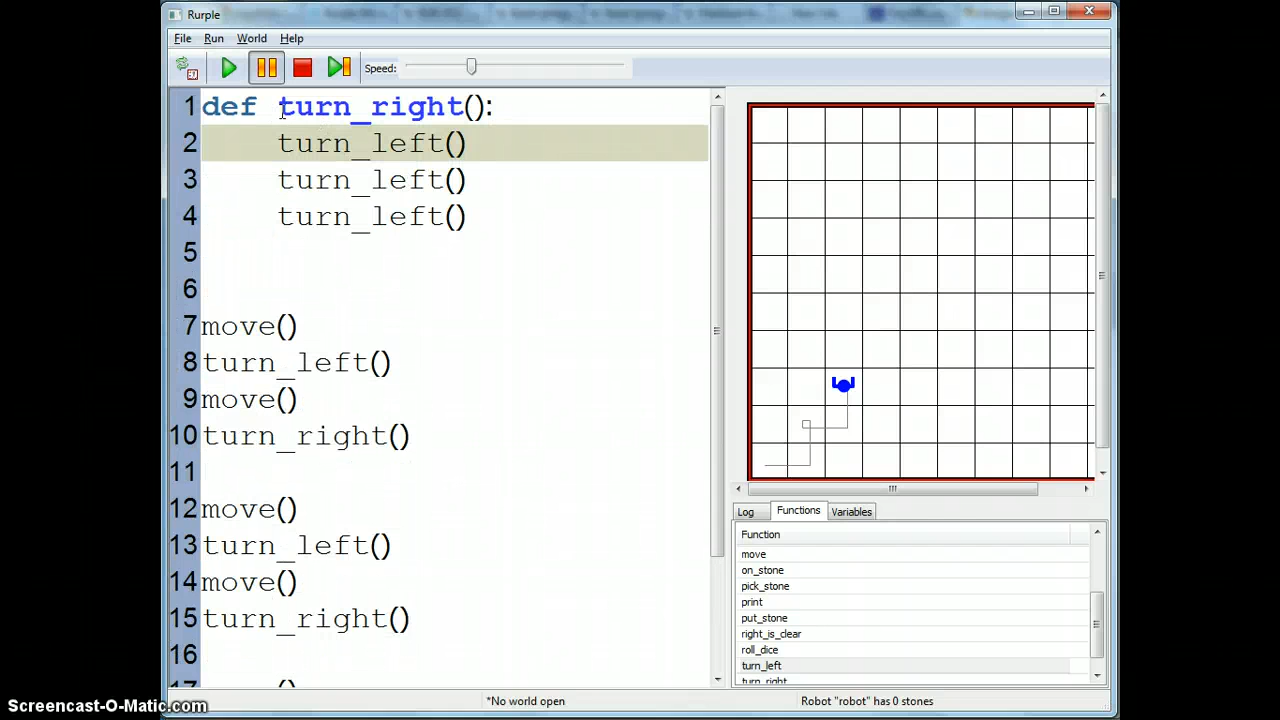 Rurple
File Run World Help
Speed:
1 def turn_right():
2 turn_left()
3 turn_left()
4 turn_left()
5
6
7 move()
8 turn_left()
9 move()
10 turn_right()
11
12 move()
13 turn_left()
14 move()
15 turn_right()
16
Log Functions Variables
Function
move
on_stone
pick_stone
print
put_stone
right_is_clear
roll_dice
turn_left
turn_right
*No world open Robot "robot" has 0 stones
Screencast-O-Matic.com